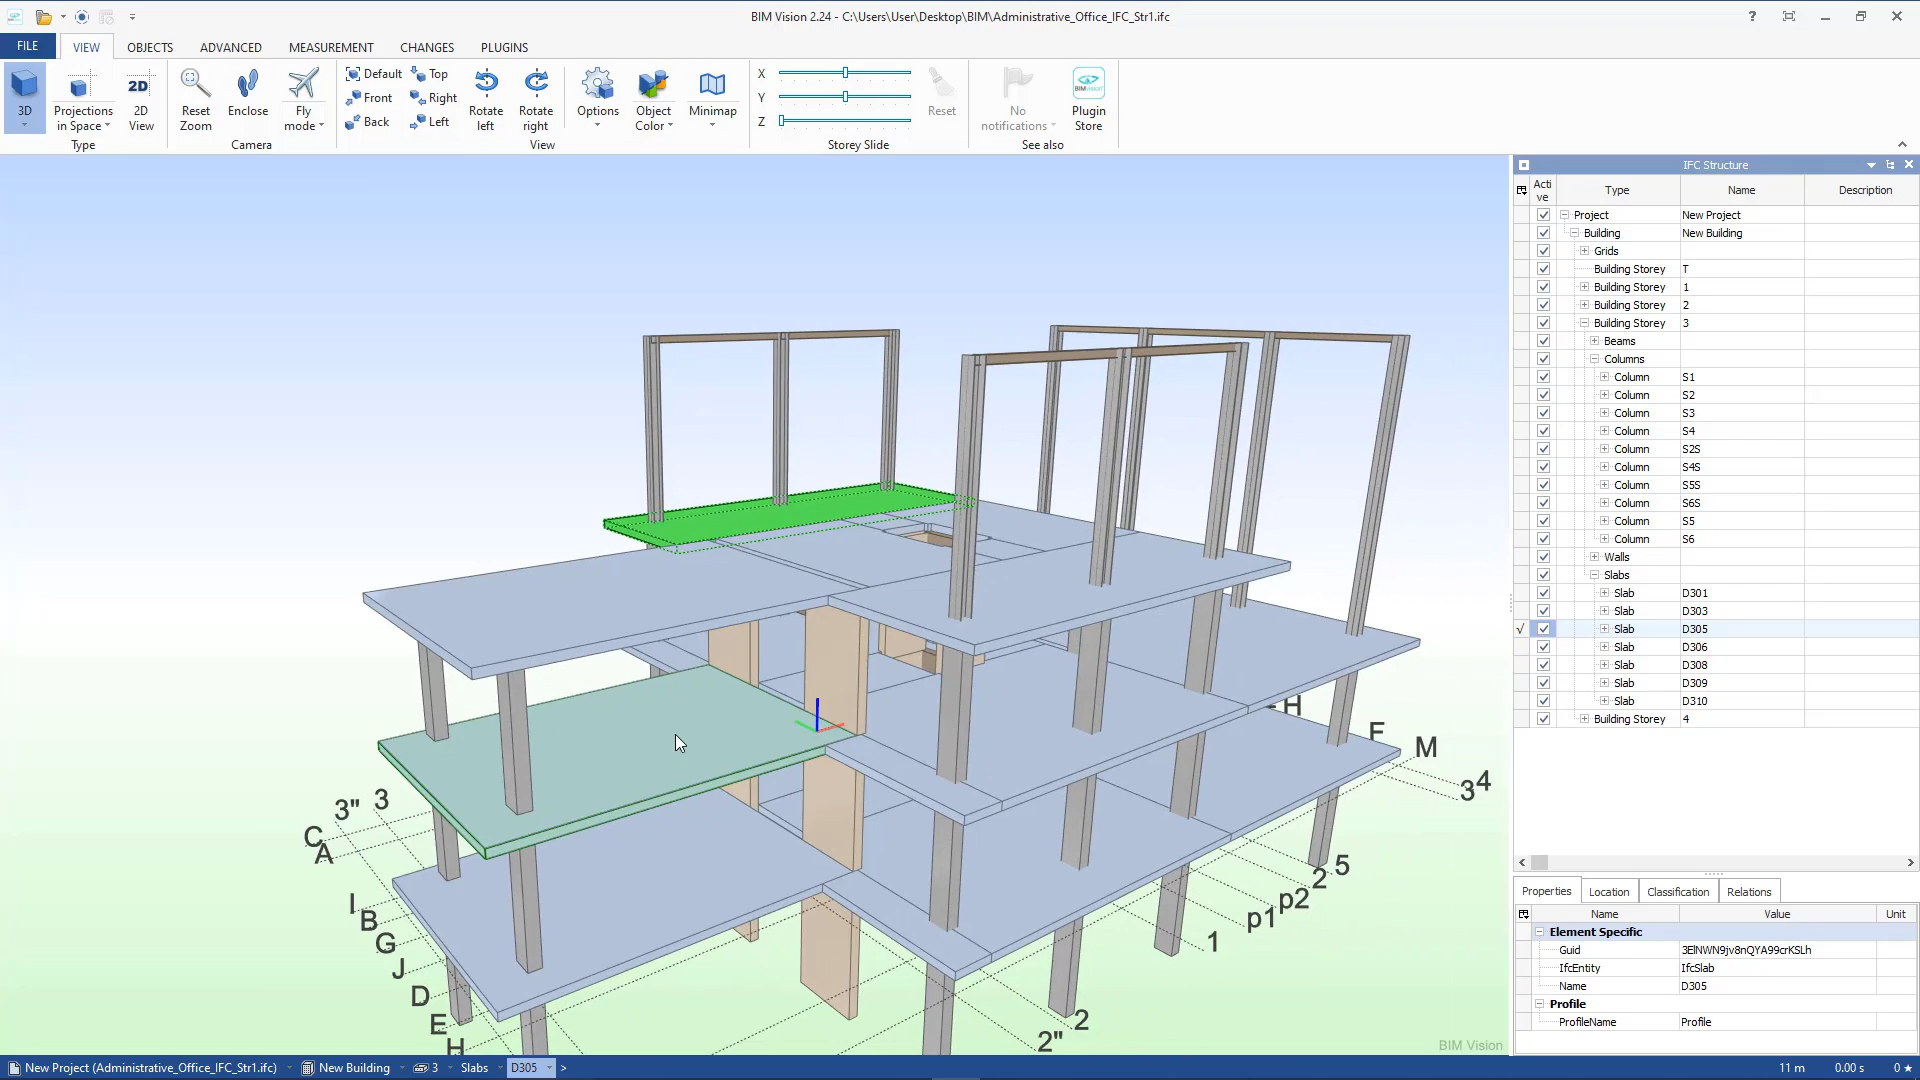 BIM Vision 2.24 - C:\Users\User\Desktop\BIM\Administrative_Office_IFC_Str1.ifc
FILE VIEW OBJECTS ADVANCED MEASUREMENT CHANGES PLUGINS
3D
Projections in Space
2D
2D View
Type
Reset Zoom
Enclose
Fly mode
Camera
Default Top
Front Right
Back Left
Rotate left
Rotate right
View
Options
Object Color
Minimap
X
Y
Z
Reset
Storey Slide
No notifications
BIMvision
Plugin Store
See also
IFC Structure
Active Type Name Description
Project New Project
Building New Building
Grids
Building Storey T
Building Storey 1
Building Storey 2
Building Storey 3
Beams
Columns
Column S1
Column S2
Column S3
Column S4
Column S2S
Column S4S
Column S5S
Column S6S
Column S5
Column S6
Walls
Slabs
Slab D301
Slab D303
Slab D305
Slab D306
Slab D308
Slab D309
Slab D310
Building Storey 4
H
F
M
3 4
3" 3
C
A
5
2
p2
p1
1
I
B
G
J
D
E
H
2
2"
BIM Vision
Properties Location Classification Relations
Name Value Unit
Element Specific
Guid 3ElNWN9jv8nQYA99crKSLh
IfcEntity IfcSlab
Name D305
Profile
ProfileName Profile
New Project (Administrative_Office_IFC_Str1.ifc) New Building 3 Slabs D305 >
11 m 0.00 s 0